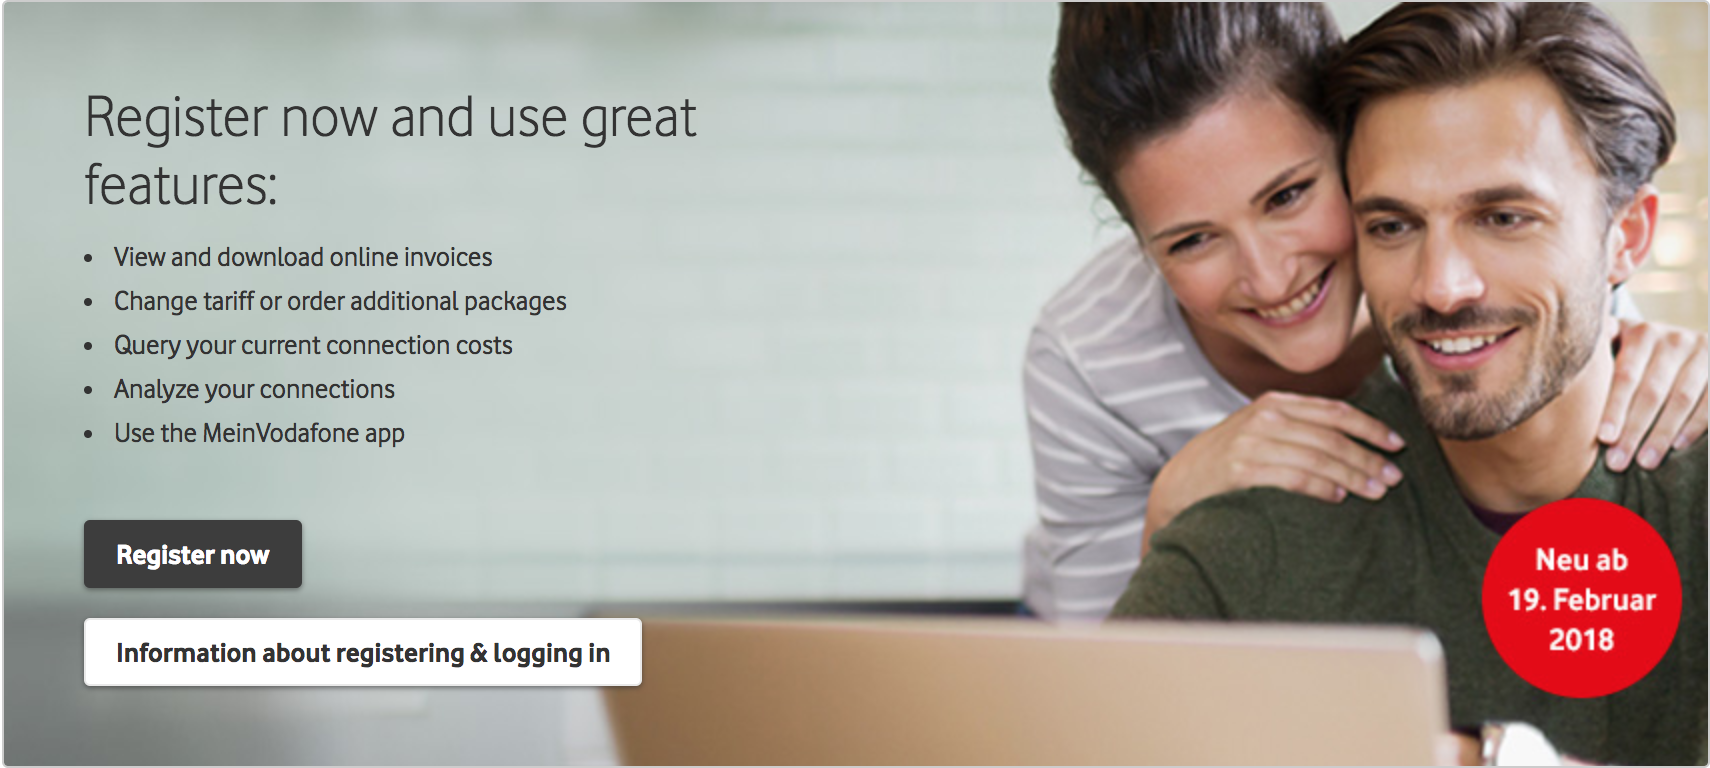 Register now and use great
features:
• View and download online invoices
• Change tariff or order additional packages
• Query your current connection costs
• Analyze your connections
• Use the MeinVodafone app
Register now
Information about registering & logging in
Neu ab
19. Februar
2018